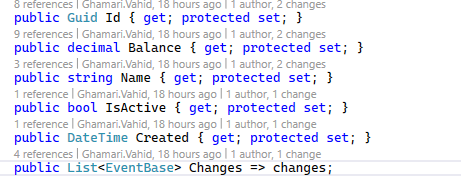 8 references | Ghamari.Vahid, 18 hours ago | 1 author, 2 changes
public Guid Id { get; protected set; }
9 references | Ghamari.Vahid, 18 hours ago | 1 author, 2 changes
public decimal Balance { get; protected set; }
3 references | Ghamari.Vahid, 18 hours ago | 1 author, 2 changes
public string Name { get; protected set; }
1 reference | Ghamari.Vahid, 18 hours ago | 1 author, 1 change
public bool IsActive { get; protected set; }
1 reference | Ghamari.Vahid, 18 hours ago | 1 author, 1 change
public DateTime Created { get; protected set; }
4 references | Ghamari.Vahid, 18 hours ago | 1 author, 1 change
public List<EventBase> Changes => changes;